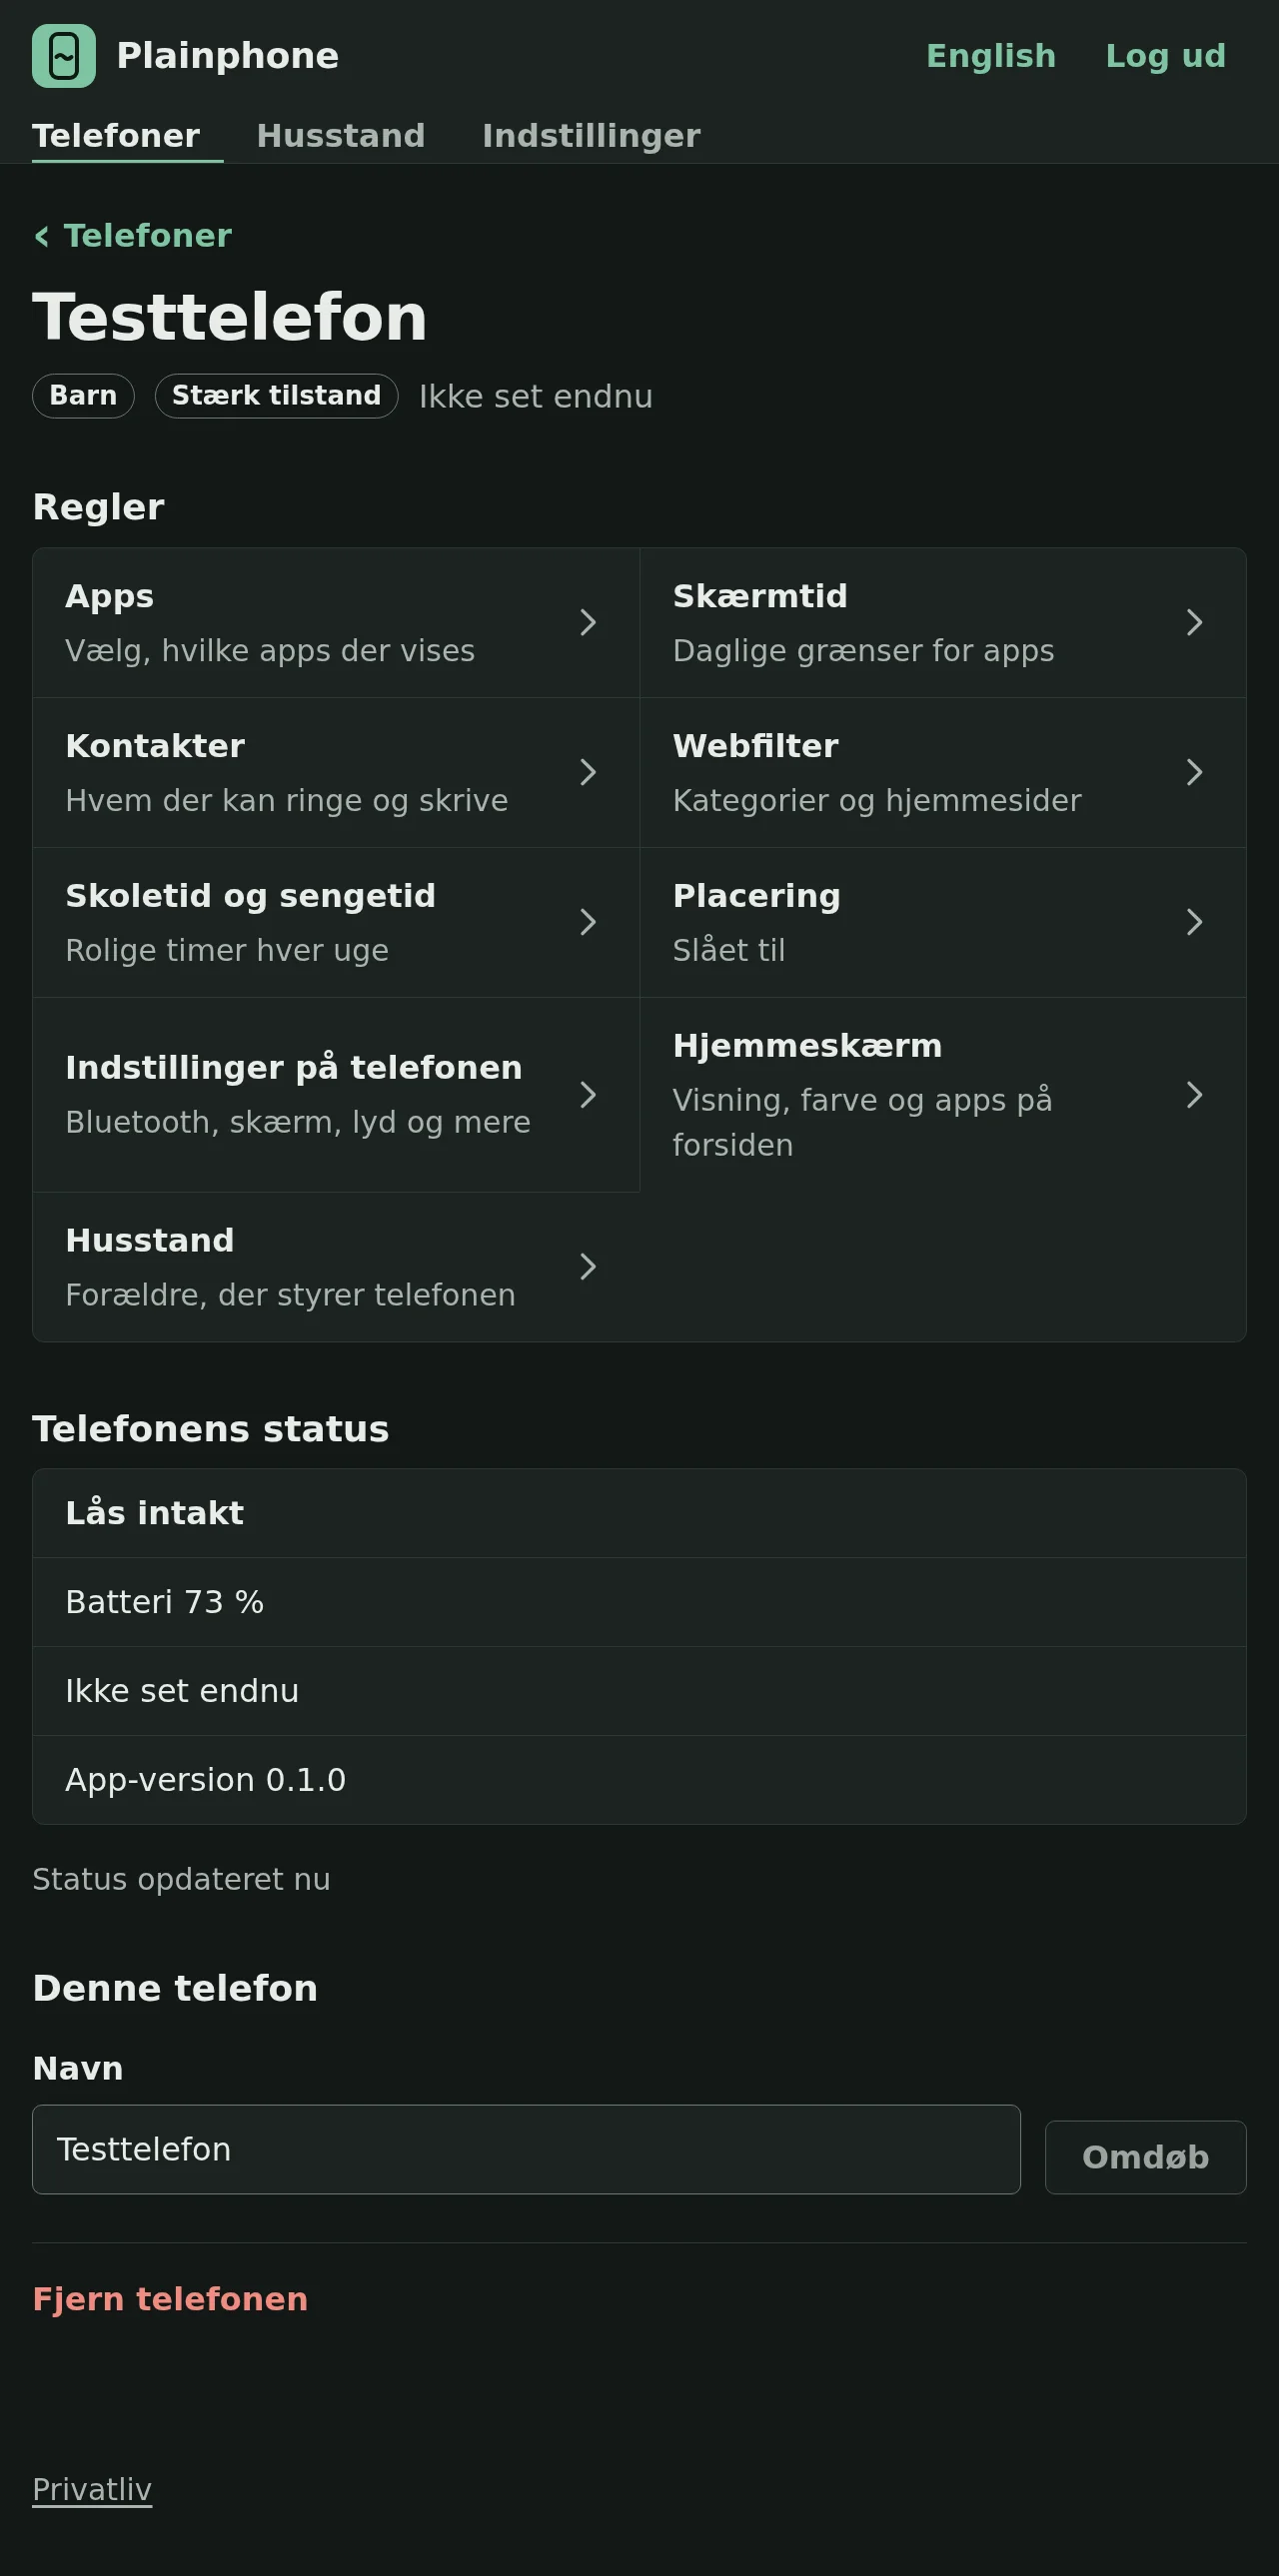 Plainphone
English
Log ud
Telefoner
Husstand
Indstillinger
‹ Telefoner
Testtelefon
Barn
Stærk tilstand
Ikke set endnu
Regler
Apps
Vælg, hvilke apps der vises
Skærmtid
Daglige grænser for apps
Kontakter
Hvem der kan ringe og skrive
Webfilter
Kategorier og hjemmesider
Skoletid og sengetid
Rolige timer hver uge
Placering
Slået til
Indstillinger på telefonen
Bluetooth, skærm, lyd og mere
Hjemmeskærm
Visning, farve og apps på
forsiden
Husstand
Forældre, der styrer telefonen
Telefonens status
Lås intakt
Batteri 73 %
Ikke set endnu
App-version 0.1.0
Status opdateret nu
Denne telefon
Navn
Testtelefon
Omdøb
Fjern telefonen
Privatliv